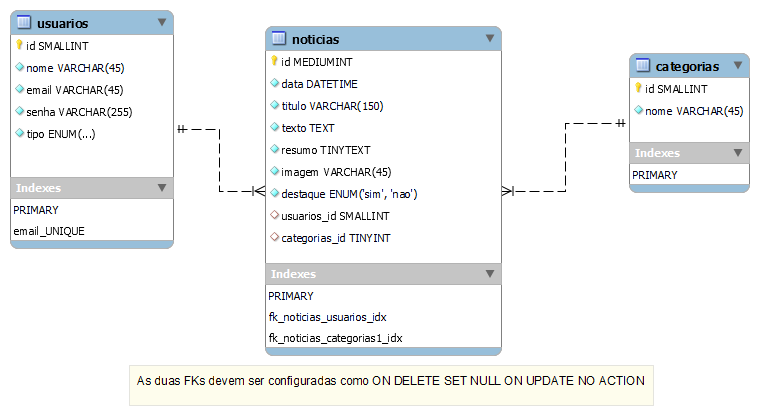 usuarios
id SMALLINT
nome VARCHAR(45)
email VARCHAR(45)
senha VARCHAR(255)
tipo ENUM(...)
Indexes
PRIMARY
email_UNIQUE
noticias
id MEDIUMINT
data DATETIME
titulo VARCHAR(150)
texto TEXT
resumo TINYTEXT
imagem VARCHAR(45)
destaque ENUM('sim', 'nao')
usuarios_id SMALLINT
categorias_id TINYINT
Indexes
PRIMARY
fk_noticias_usuarios_idx
fk_noticias_categorias1_idx
categorias
id SMALLINT
nome VARCHAR(45)
Indexes
PRIMARY
As duas FKs devem ser configuradas como ON DELETE SET NULL ON UPDATE NO ACTION